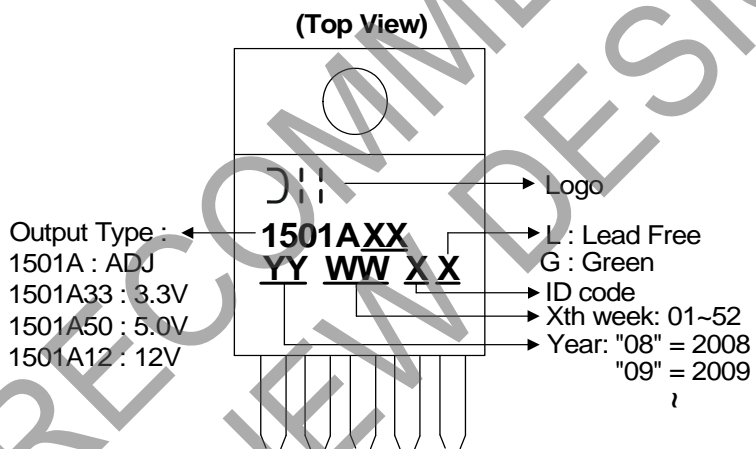 (Top View)
Logo
Output Type :
1501A : ADJ
1501A33 : 3.3V
1501A50 : 5.0V
1501A12 : 12V
1501AXX
YY WW X X
L : Lead Free
G : Green
ID code
Xth week: 01~52
Year: "08" = 2008
"09" = 2009
~